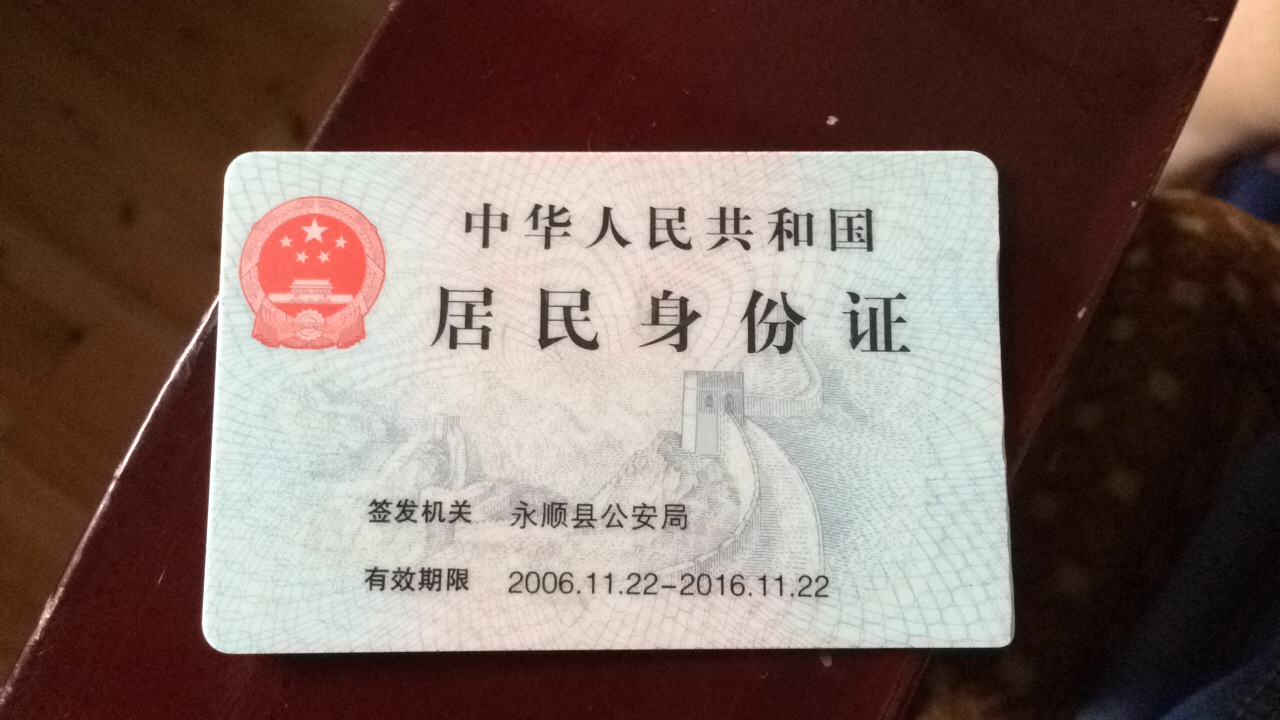 中华人民共和国
居民身份证
签发机关 永顺县公安局
有效期限 2006.11.22-2016.11.22